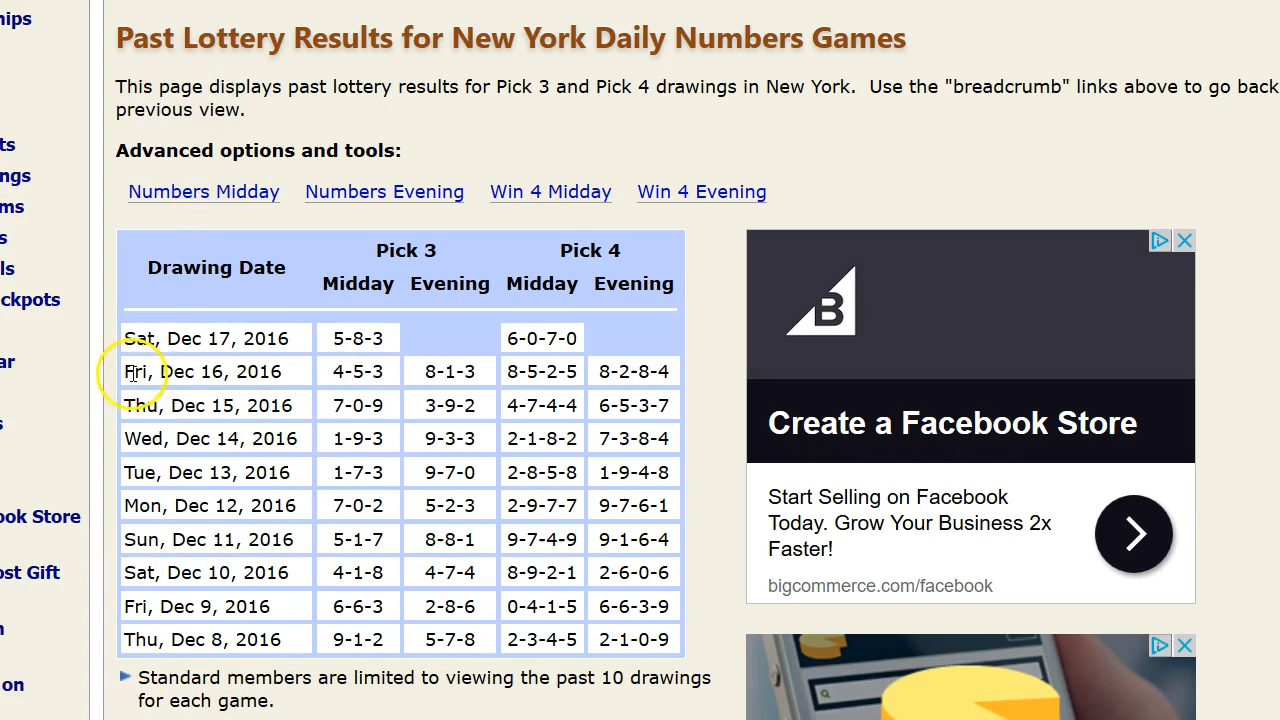 hips
Past Lottery Results for New York Daily Numbers Games
This page displays past lottery results for Pick 3 and Pick 4 drawings in New York. Use the "breadcrumb" links above to go back
previous view.
ts
Advanced options and tools:
ngs
Numbers Midday Numbers Evening Win 4 Midday Win 4 Evening
ms
s
ls
ckpots
ar
s
ook Store
ost Gift
n
on
Drawing Date Pick 3 Pick 4
Midday Evening Midday Evening
Sat, Dec 17, 2016 5-8-3 6-0-7-0
Fri, Dec 16, 2016 4-5-3 8-1-3 8-5-2-5 8-2-8-4
Thu, Dec 15, 2016 7-0-9 3-9-2 4-7-4-4 6-5-3-7
Wed, Dec 14, 2016 1-9-3 9-3-3 2-1-8-2 7-3-8-4
Tue, Dec 13, 2016 1-7-3 9-7-0 2-8-5-8 1-9-4-8
Mon, Dec 12, 2016 7-0-2 5-2-3 2-9-7-7 9-7-6-1
Sun, Dec 11, 2016 5-1-7 8-8-1 9-7-4-9 9-1-6-4
Sat, Dec 10, 2016 4-1-8 4-7-4 8-9-2-1 2-6-0-6
Fri, Dec 9, 2016 6-6-3 2-8-6 0-4-1-5 6-6-3-9
Thu, Dec 8, 2016 9-1-2 5-7-8 2-3-4-5 2-1-0-9
Standard members are limited to viewing the past 10 drawings
for each game.
B
Create a Facebook Store
Start Selling on Facebook
Today. Grow Your Business 2x
Faster!
bigcommerce.com/facebook